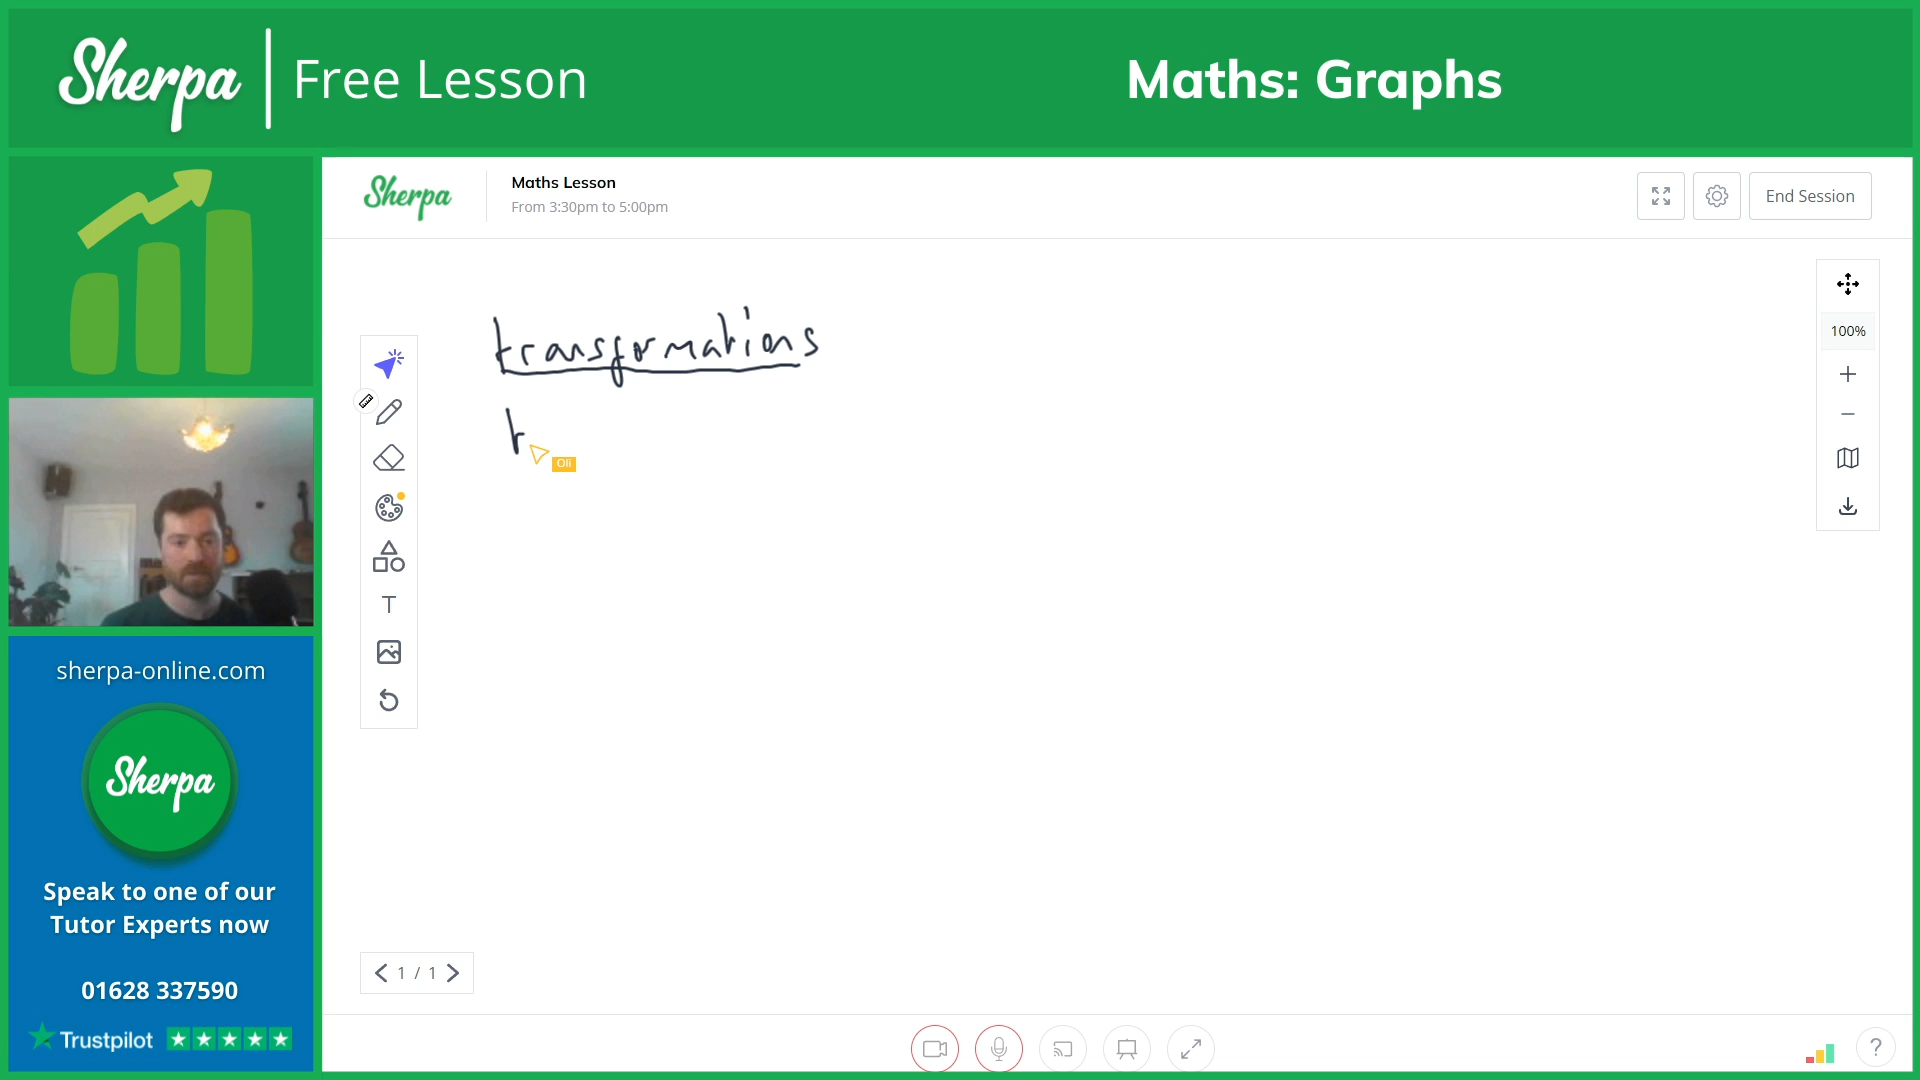 Sherpa
Free Lesson
Maths: Graphs
Sherpa
Maths Lesson
From 3:30pm to 5:00pm
End Session
transformations
t
Oli
T
100%
sherpa-online.com
Sherpa
Speak to one of our
Tutor Experts now
01628 337590
Trustpilot
1 / 1
?